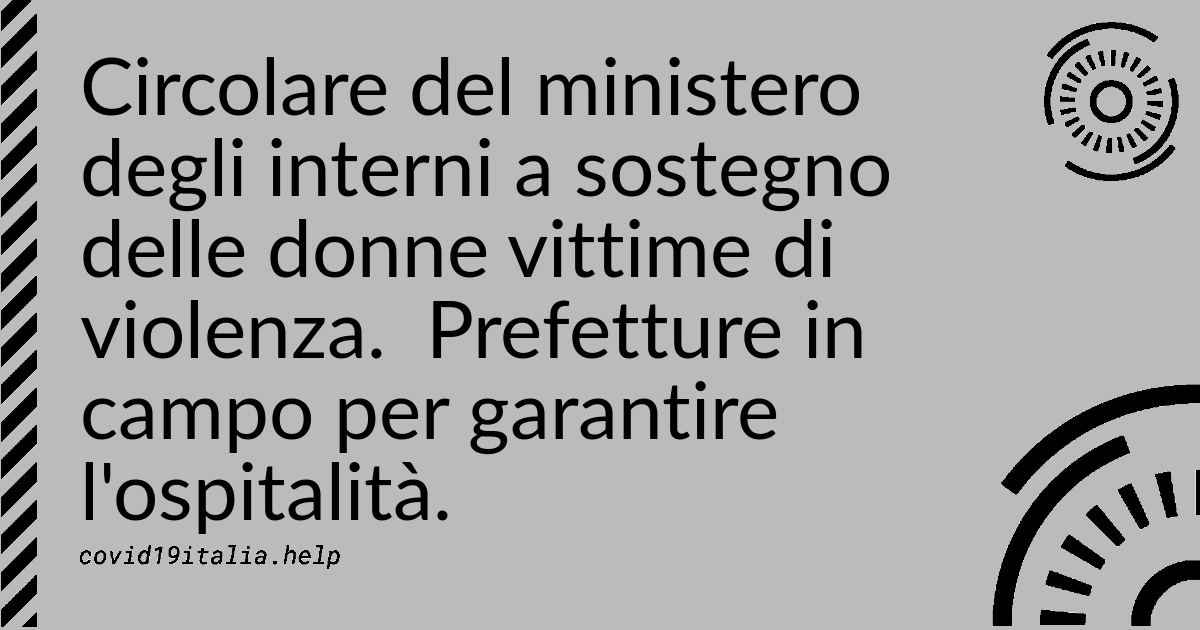 Circolare del ministero
degli interni a sostegno
delle donne vittime di
violenza.  Prefetture in
campo per garantire
l'ospitalità.
covid19italia.help